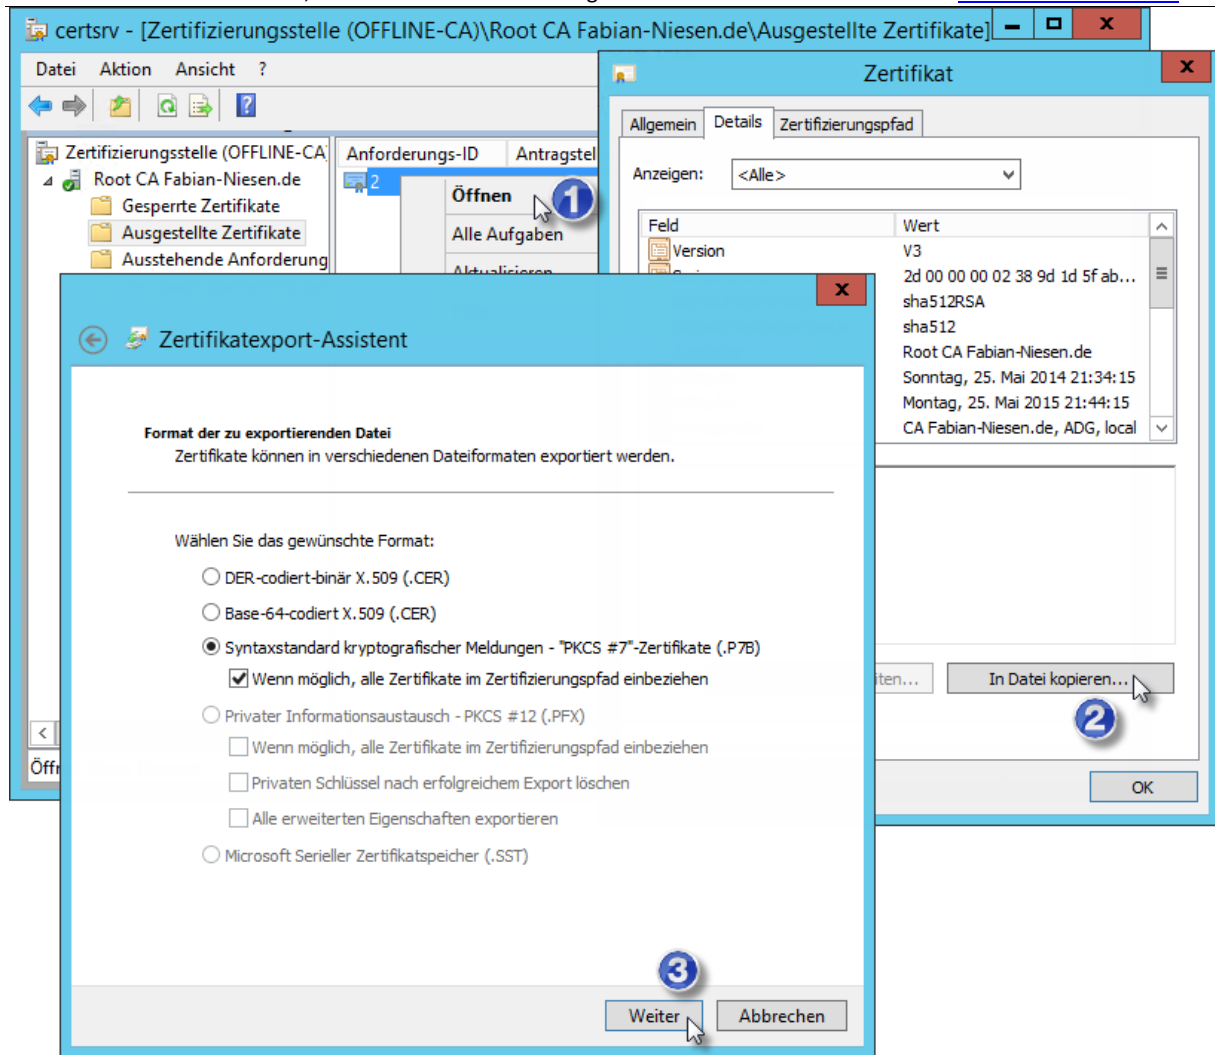 certsrv - [Zertifizierungsstelle (OFFLINE-CA)\Root CA Fabian-Niesen.de\Ausgestellte Zertifikate]
Datei Aktion Ansicht ?
Zertifizierungsstelle (OFFLINE-CA)
Root CA Fabian-Niesen.de
Gesperrte Zertifikate
Ausgestellte Zertifikate
Ausstehende Anforderung
Anforderungs-ID Antragstel
2
Öffnen
1
Alle Aufgaben
Aktualisieren
Zertifikat
Allgemein Details Zertifizierungspfad
Anzeigen: <Alle>
Feld Wert
Version V3
2d 00 00 00 02 38 9d 1d 5f ab...
sha512RSA
sha512
Root CA Fabian-Niesen.de
Sonntag, 25. Mai 2014 21:34:15
Montag, 25. Mai 2015 21:44:15
CA Fabian-Niesen.de, ADG, local
iten... In Datei kopieren...
2
OK
Zertifikatexport-Assistent
Format der zu exportierenden Datei
Zertifikate können in verschiedenen Dateiformaten exportiert werden.
Wählen Sie das gewünschte Format:
DER-codiert-binär X.509 (.CER)
Base-64-codiert X.509 (.CER)
Syntaxstandard kryptografischer Meldungen - "PKCS #7"-Zertifikate (.P7B)
Wenn möglich, alle Zertifikate im Zertifizierungspfad einbeziehen
Privater Informationsaustausch - PKCS #12 (.PFX)
Wenn möglich, alle Zertifikate im Zertifizierungspfad einbeziehen
Privaten Schlüssel nach erfolgreichem Export löschen
Alle erweiterten Eigenschaften exportieren
Microsoft Serieller Zertifikatspeicher (.SST)
3
Weiter Abbrechen